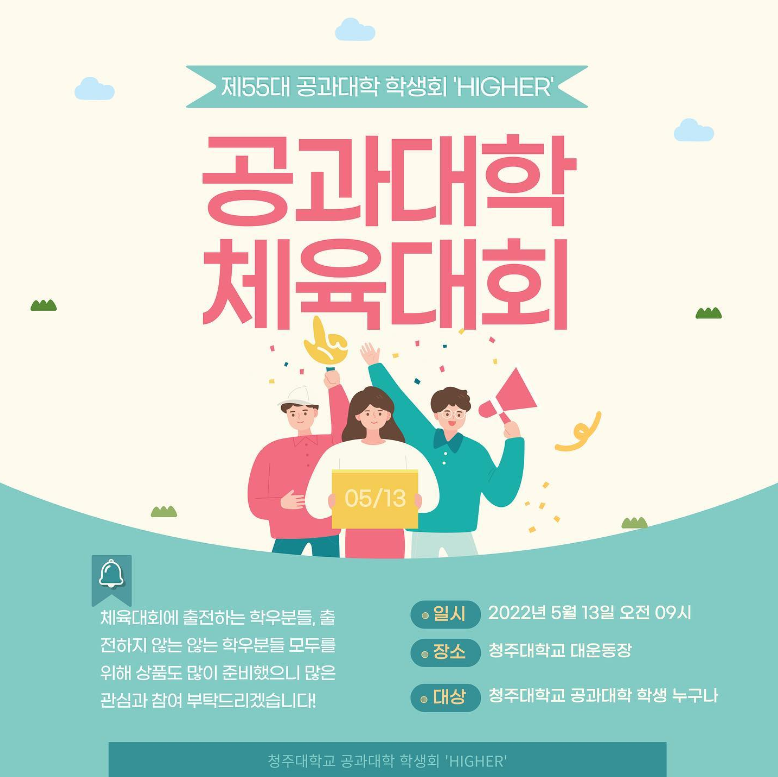 제55대 공과대학 학생회 'HIGHER'
공과대학
체육대회
05/13
체육대회에 출전하는 학우분들, 출
전하지 않는 않는 학우분들 모두를
위해 상품도 많이 준비했으니 많은
관심과 참여 부탁드리겠습니다!
일시 2022년 5월 13일 오전 09시
장소 청주대학교 대운동장
대상 청주대학교 공과대학 학생 누구나
청주대학교 공과대학 학생회 'HIGHER'